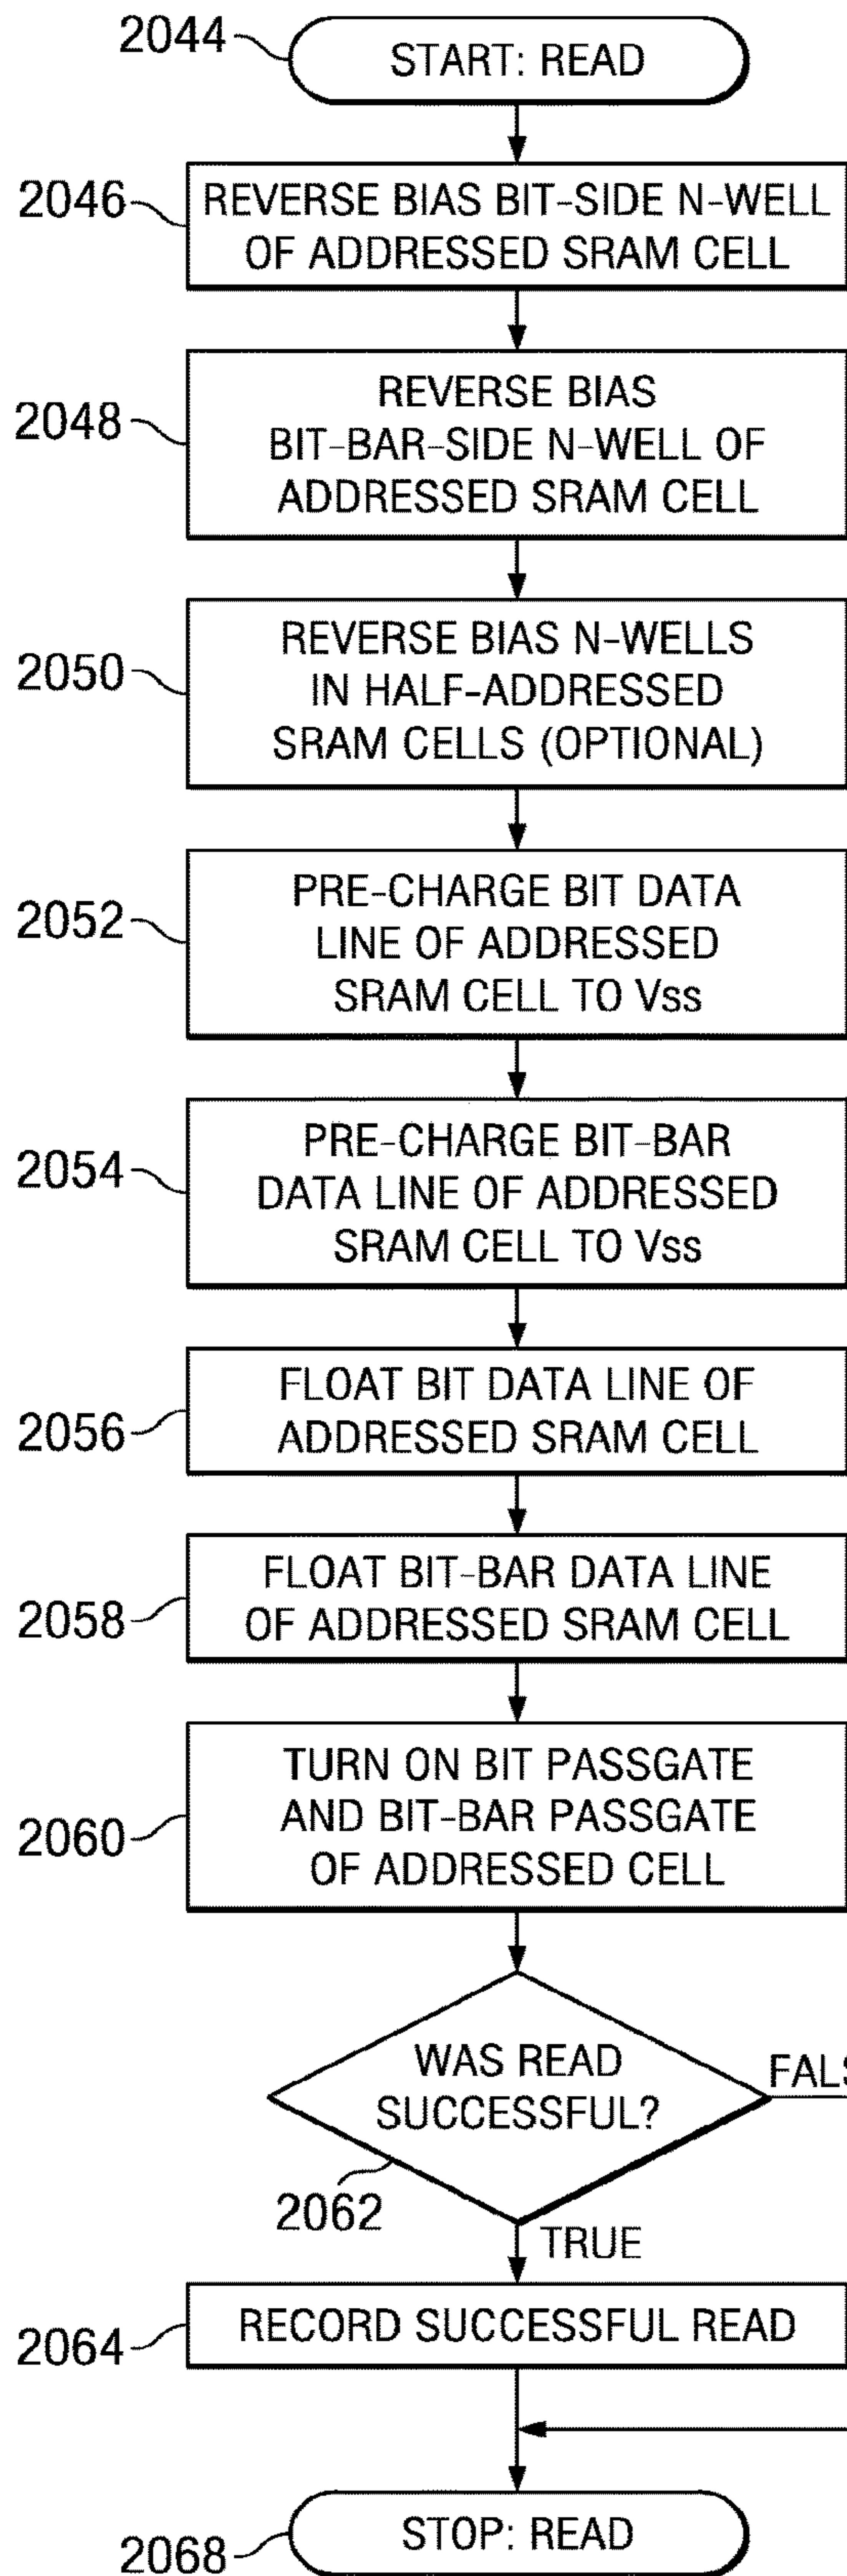 2044
START: READ
2046
REVERSE BIAS BIT-SIDE N-WELL
OF ADDRESSED SRAM CELL
2048
REVERSE BIAS
BIT-BAR-SIDE N-WELL OF
ADDRESSED SRAM CELL
2050
REVERSE BIAS N-WELLS
IN HALF-ADDRESSED
SRAM CELLS (OPTIONAL)
2052
PRE-CHARGE BIT DATA
LINE OF ADDRESSED
SRAM CELL TO Vss
2054
PRE-CHARGE BIT-BAR
DATA LINE OF ADDRESSED
SRAM CELL TO Vss
2056
FLOAT BIT DATA LINE OF
ADDRESSED SRAM CELL
2058
FLOAT BIT-BAR DATA LINE
OF ADDRESSED SRAM CELL
2060
TURN ON BIT PASSGATE
AND BIT-BAR PASSGATE
OF ADDRESSED CELL
WAS READ
SUCCESSFUL?
2062
TRUE
2064
RECORD SUCCESSFUL READ
2068
STOP: READ